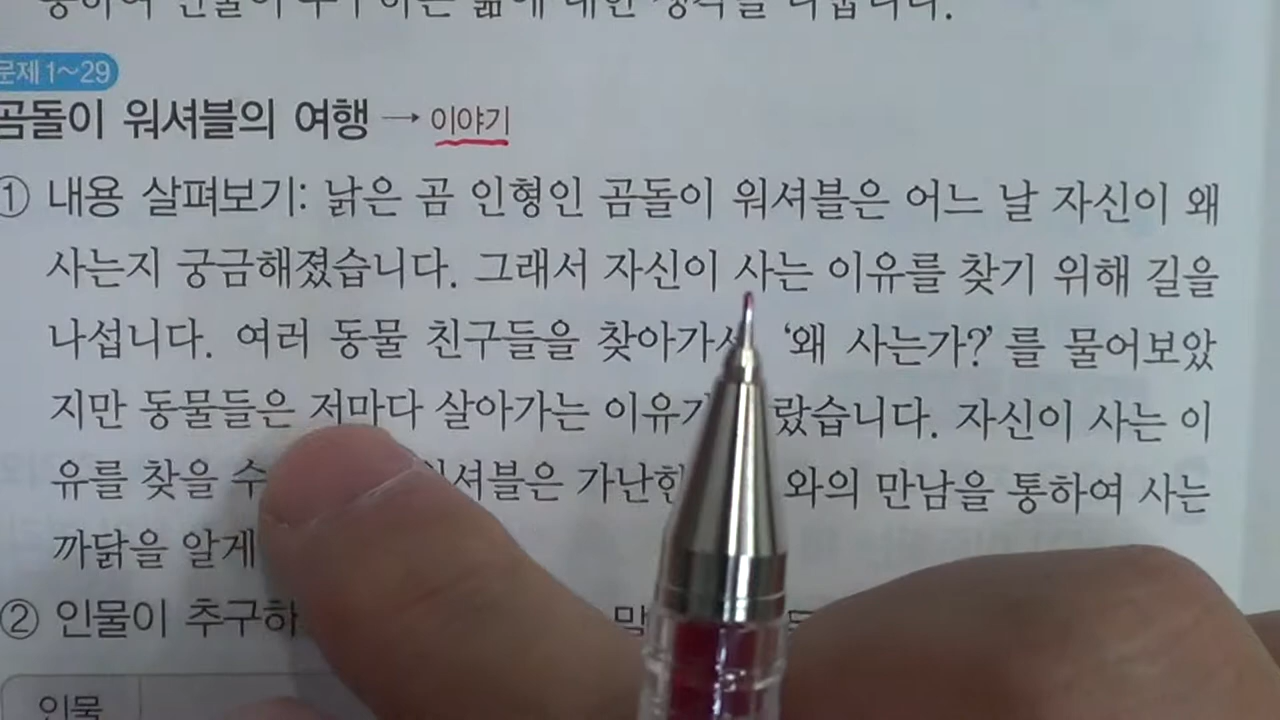 문제 1~29
곰돌이 워셔블의 여행 → 이야기
① 내용 살펴보기: 낡은 곰 인형인 곰돌이 워셔블은 어느 날 자신이 왜
사는지 궁금해졌습니다. 그래서 자신이 사는 이유를 찾기 위해 길을
나섭니다. 여러 동물 친구들을 찾아가서 ‘왜 사는가?’를 물어보았
지만 동물들은 저마다 살아가는 이유가 랐습니다. 자신이 사는 이
유를 찾을 수 워셔블은 가난한 와의 만남을 통하여 사는
까닭을 알게
② 인물이 추구하
인물